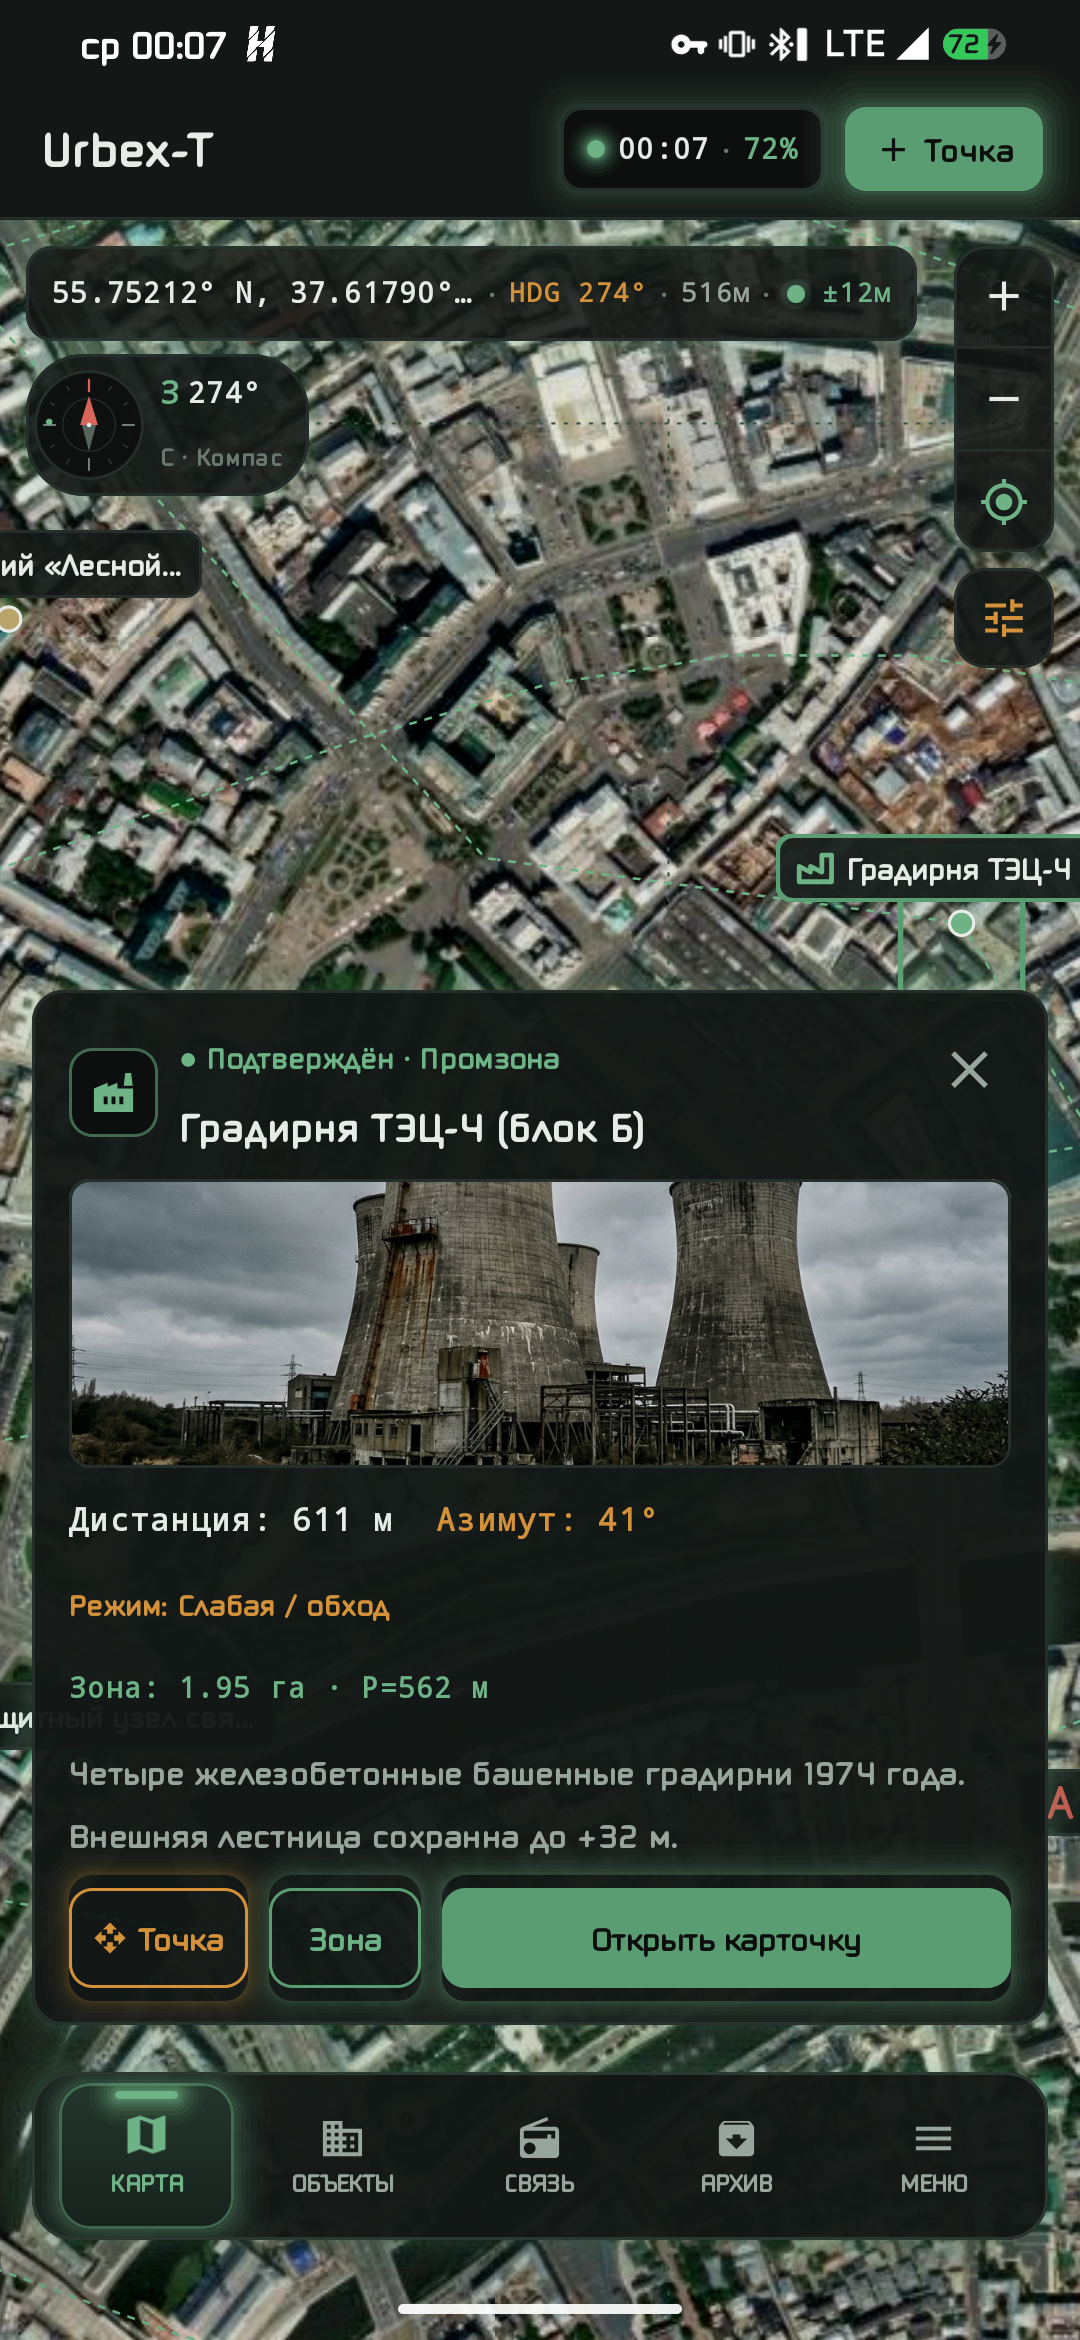 ср 00:07
LTE 72
Urbex-T
00:07 · 72%
+ Точка
55.75212° N, 37.61790°… · HDG 274° · 516м · ±12м
З 274°
С · Компас
ий «Лесной...
Градирня ТЭЦ-Ч
Подтверждён · Промзона
Градирня ТЭЦ-Ч (блок Б)
Дистанция: 611 м Азимут: 41°
Режим: Слабая / обход
Зона: 1.95 га · P=562 м
щитный узел свя...
Четыре железобетонные башенные градирни 1974 года.
А
Внешняя лестница сохранна до +32 м.
Точка
Зона
Открыть карточку
КАРТА
ОБЪЕКТЫ
СВЯЗЬ
АРХИВ
МЕНЮ